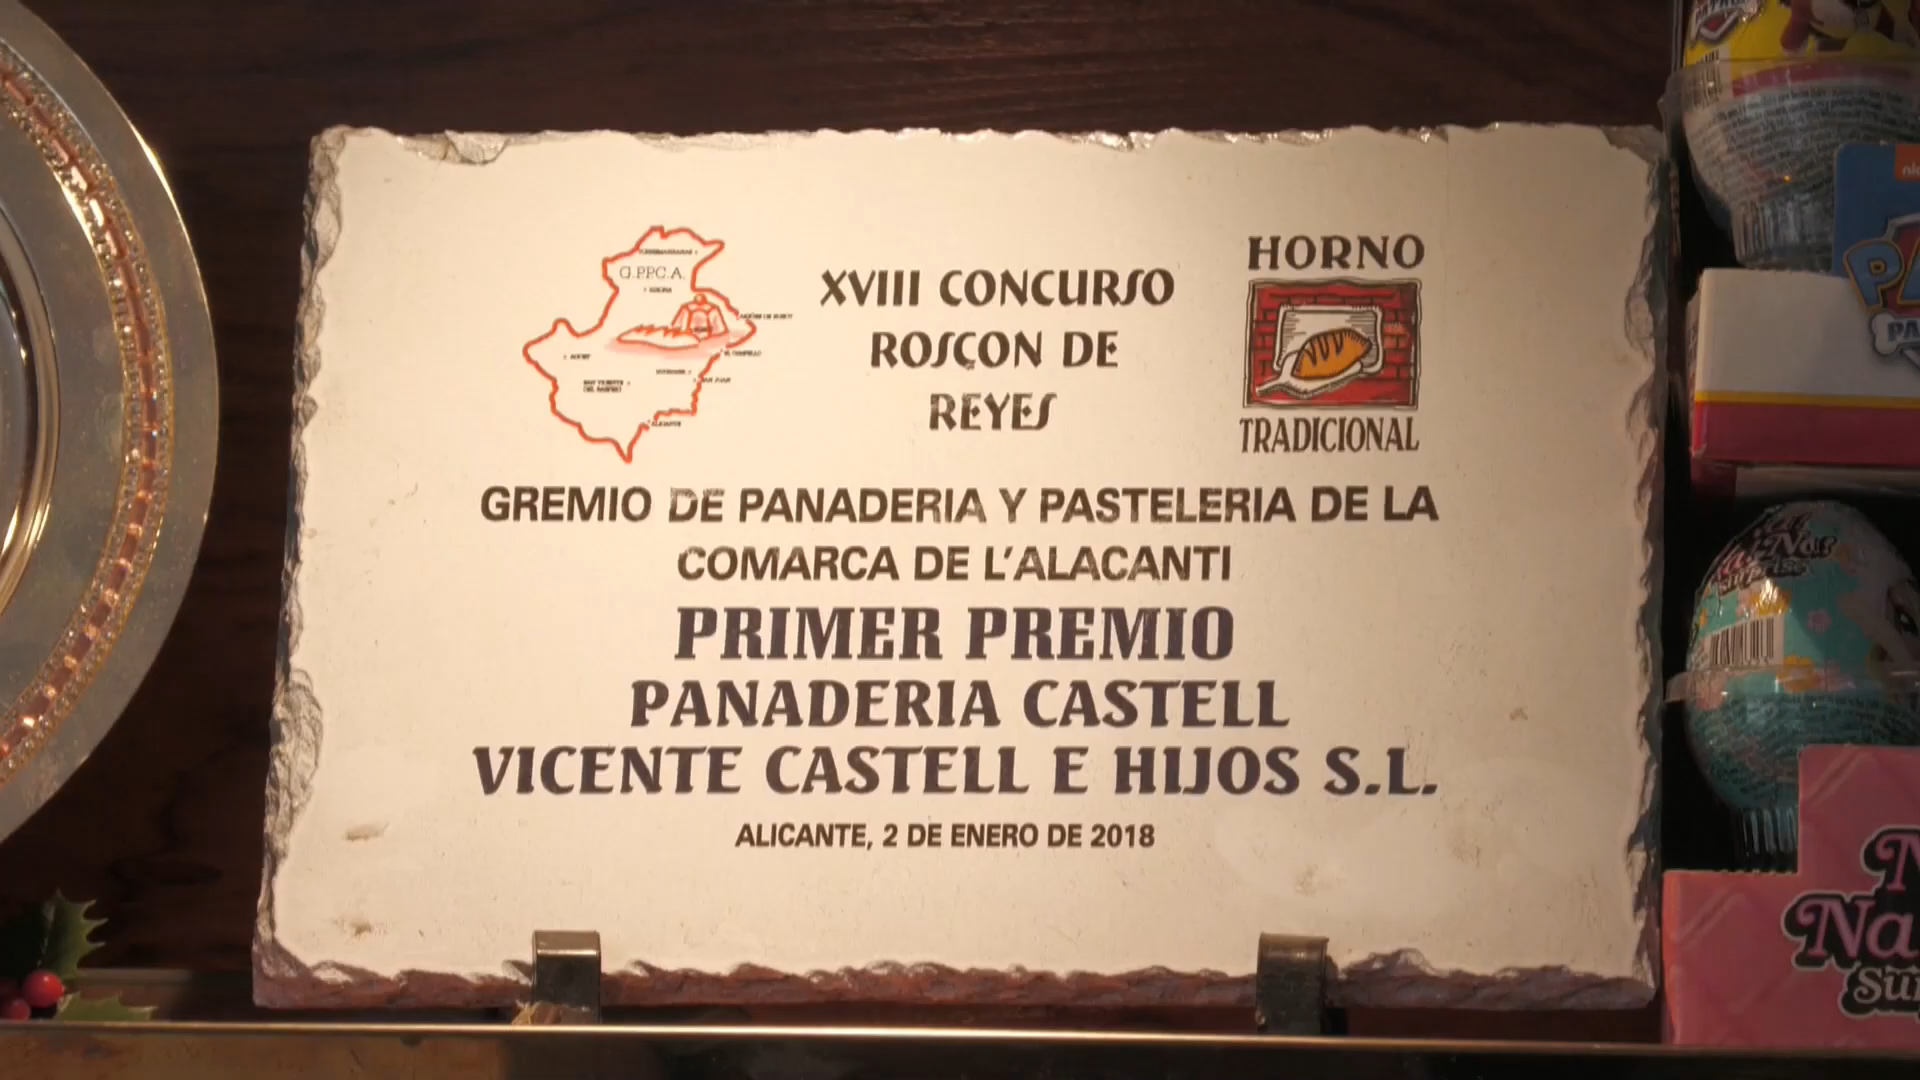 G.P.P.C.A.
XVIII CONCURSO
ROSÇON DE
REYES
HORNO
TRADICIONAL
GREMIO DE PANADERIA Y PASTELERIA DE LA
COMARCA DE L'ALACANTI
PRIMER PREMIO
PANADERIA CASTELL
VICENTE CASTELL E HIJOS S.L.
ALICANTE, 2 DE ENERO DE 2018